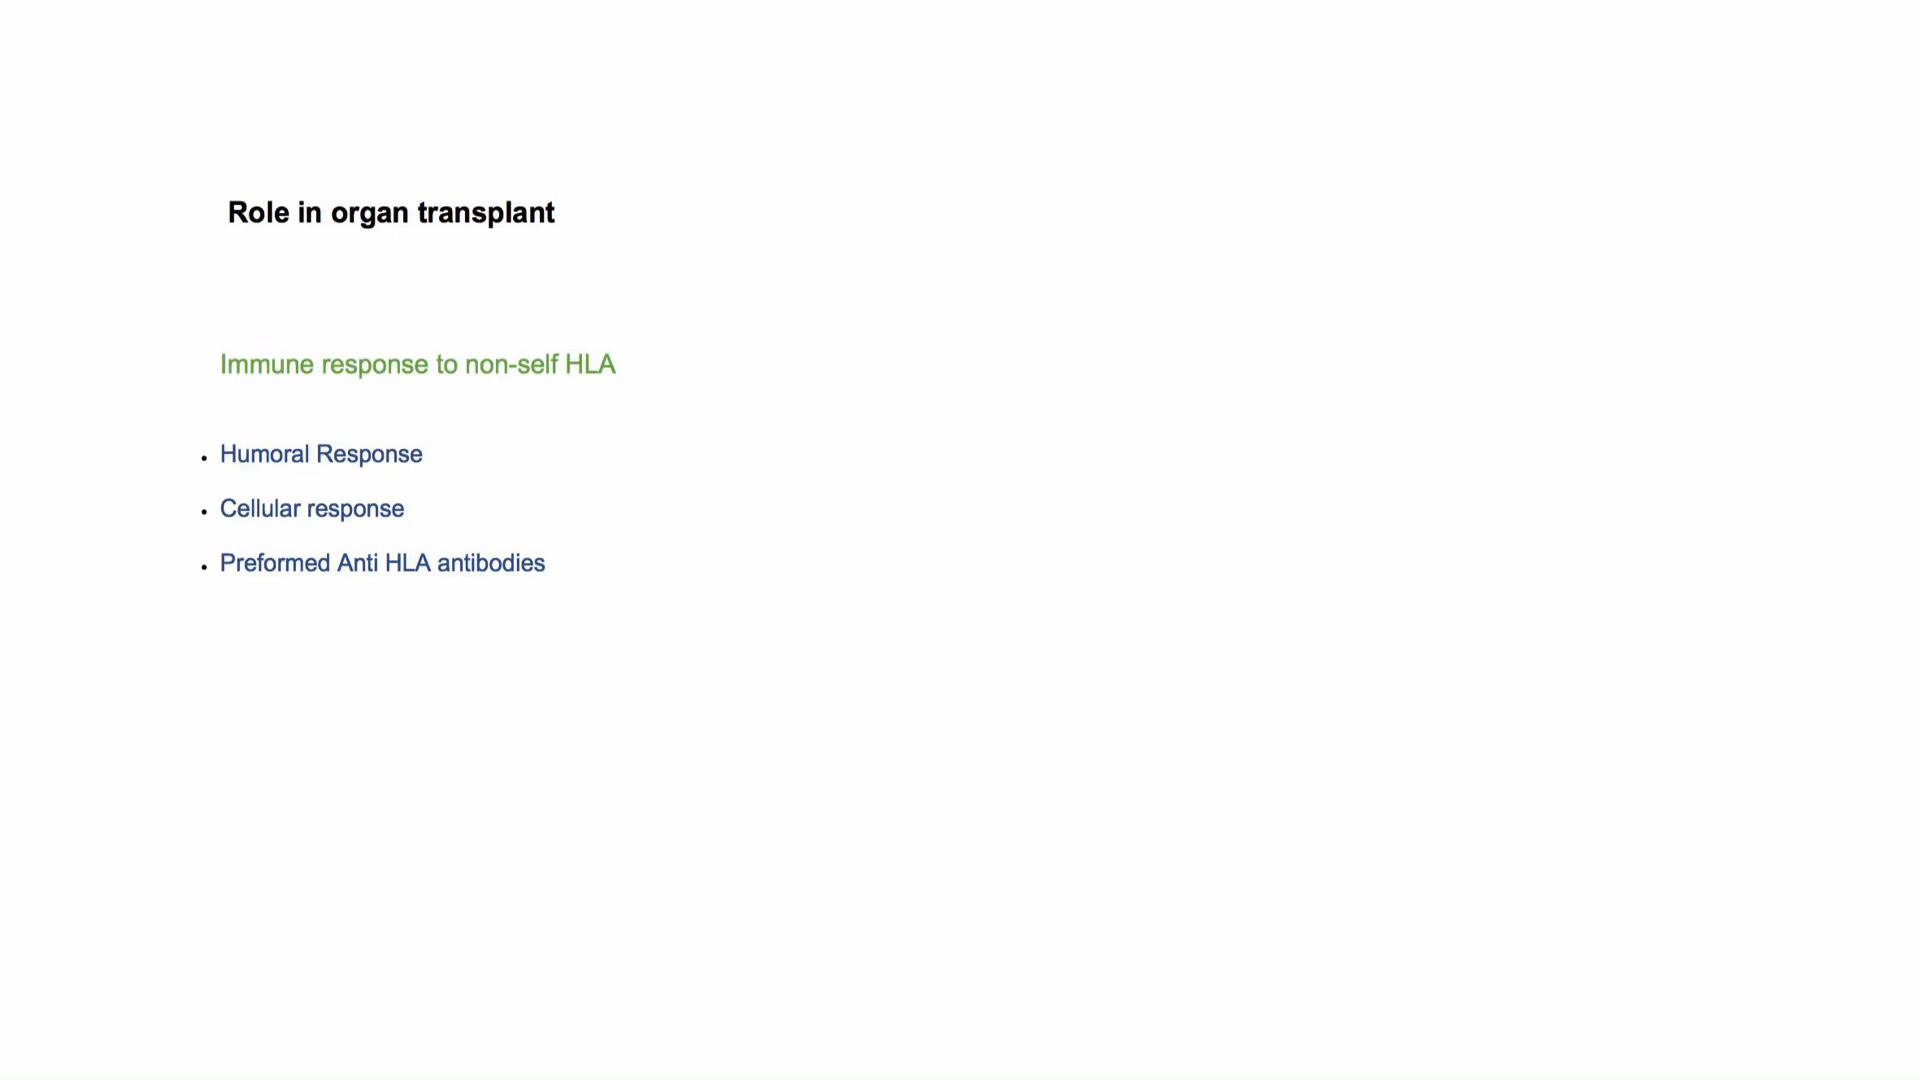 Role in organ transplant
Immune response to non-self HLA
• Humoral Response
• Cellular response
• Preformed Anti HLA antibodies